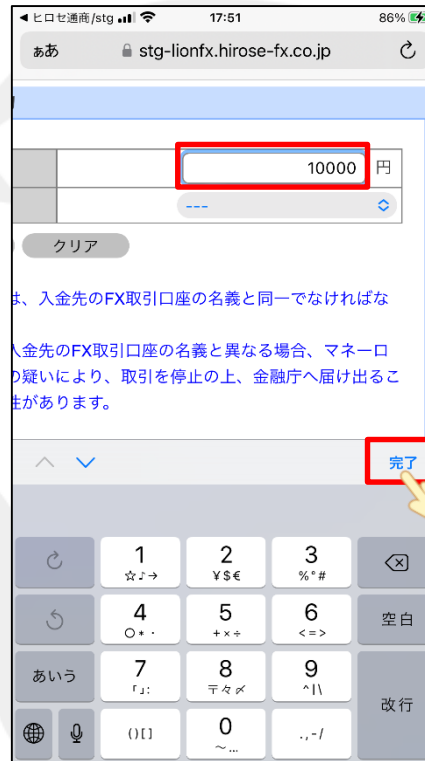 ◀ ヒロセ通商/stg 17:51 86%
ぁあ stg-lionfx.hirose-fx.co.jp
10000 円
---
クリア
は、入金先のFX取引口座の名義と同一でなければな
入金先のFX取引口座の名義と異なる場合、マネーロ
の疑いにより、取引を停止の上、金融庁へ届け出るこ
性があります。
完了
1 2 3
☆♪→ ¥$€ %°#
4 5 6 空白
○*・ +×÷ <=>
あいう 7 8 9
「」: 〒々〆 ^|\
改行
()[] 0 .,-/
~…